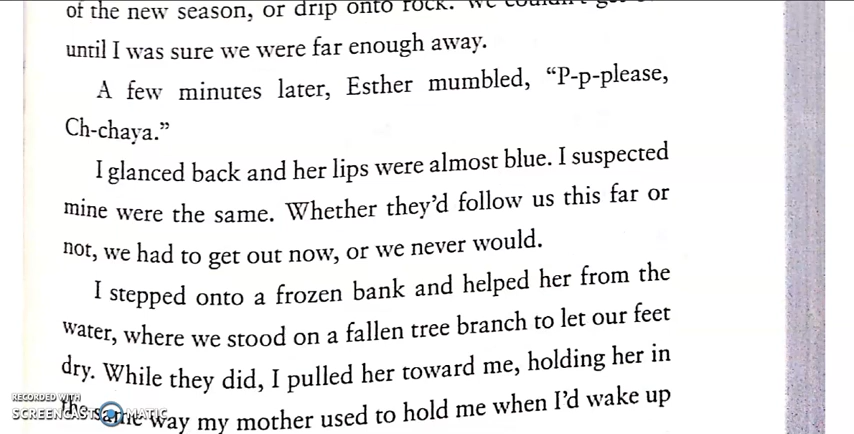 of the new season, or drip onto rock. We couldn't get
until I was sure we were far enough away.
A few minutes later, Esther mumbled, “P-p-please,
Ch-chaya.”
I glanced back and her lips were almost blue. I suspected
mine were the same. Whether they’d follow us this far or
not, we had to get out now, or we never would.
I stepped onto a frozen bank and helped her from the
water, where we stood on a fallen tree branch to let our feet
dry. While they did, I pulled her toward me, holding her in
the same way my mother used to hold me when I’d wake up
RECORDED WITH
SCREENCAST-O-MATIC